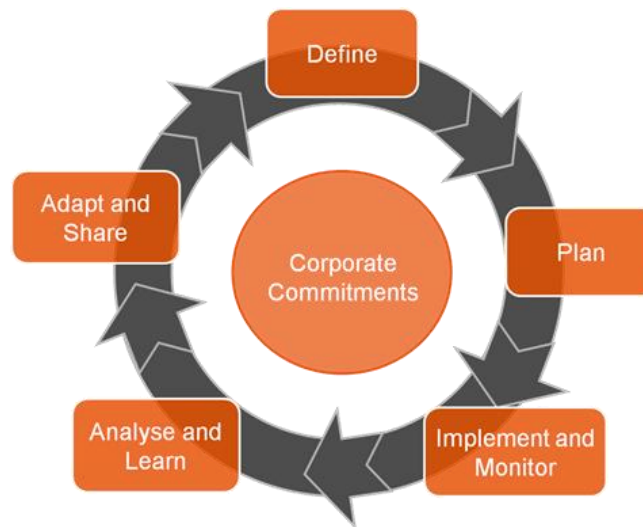 Define
Plan
Implement and
Monitor
Analyse and
Learn
Adapt and
Share
Corporate
Commitments